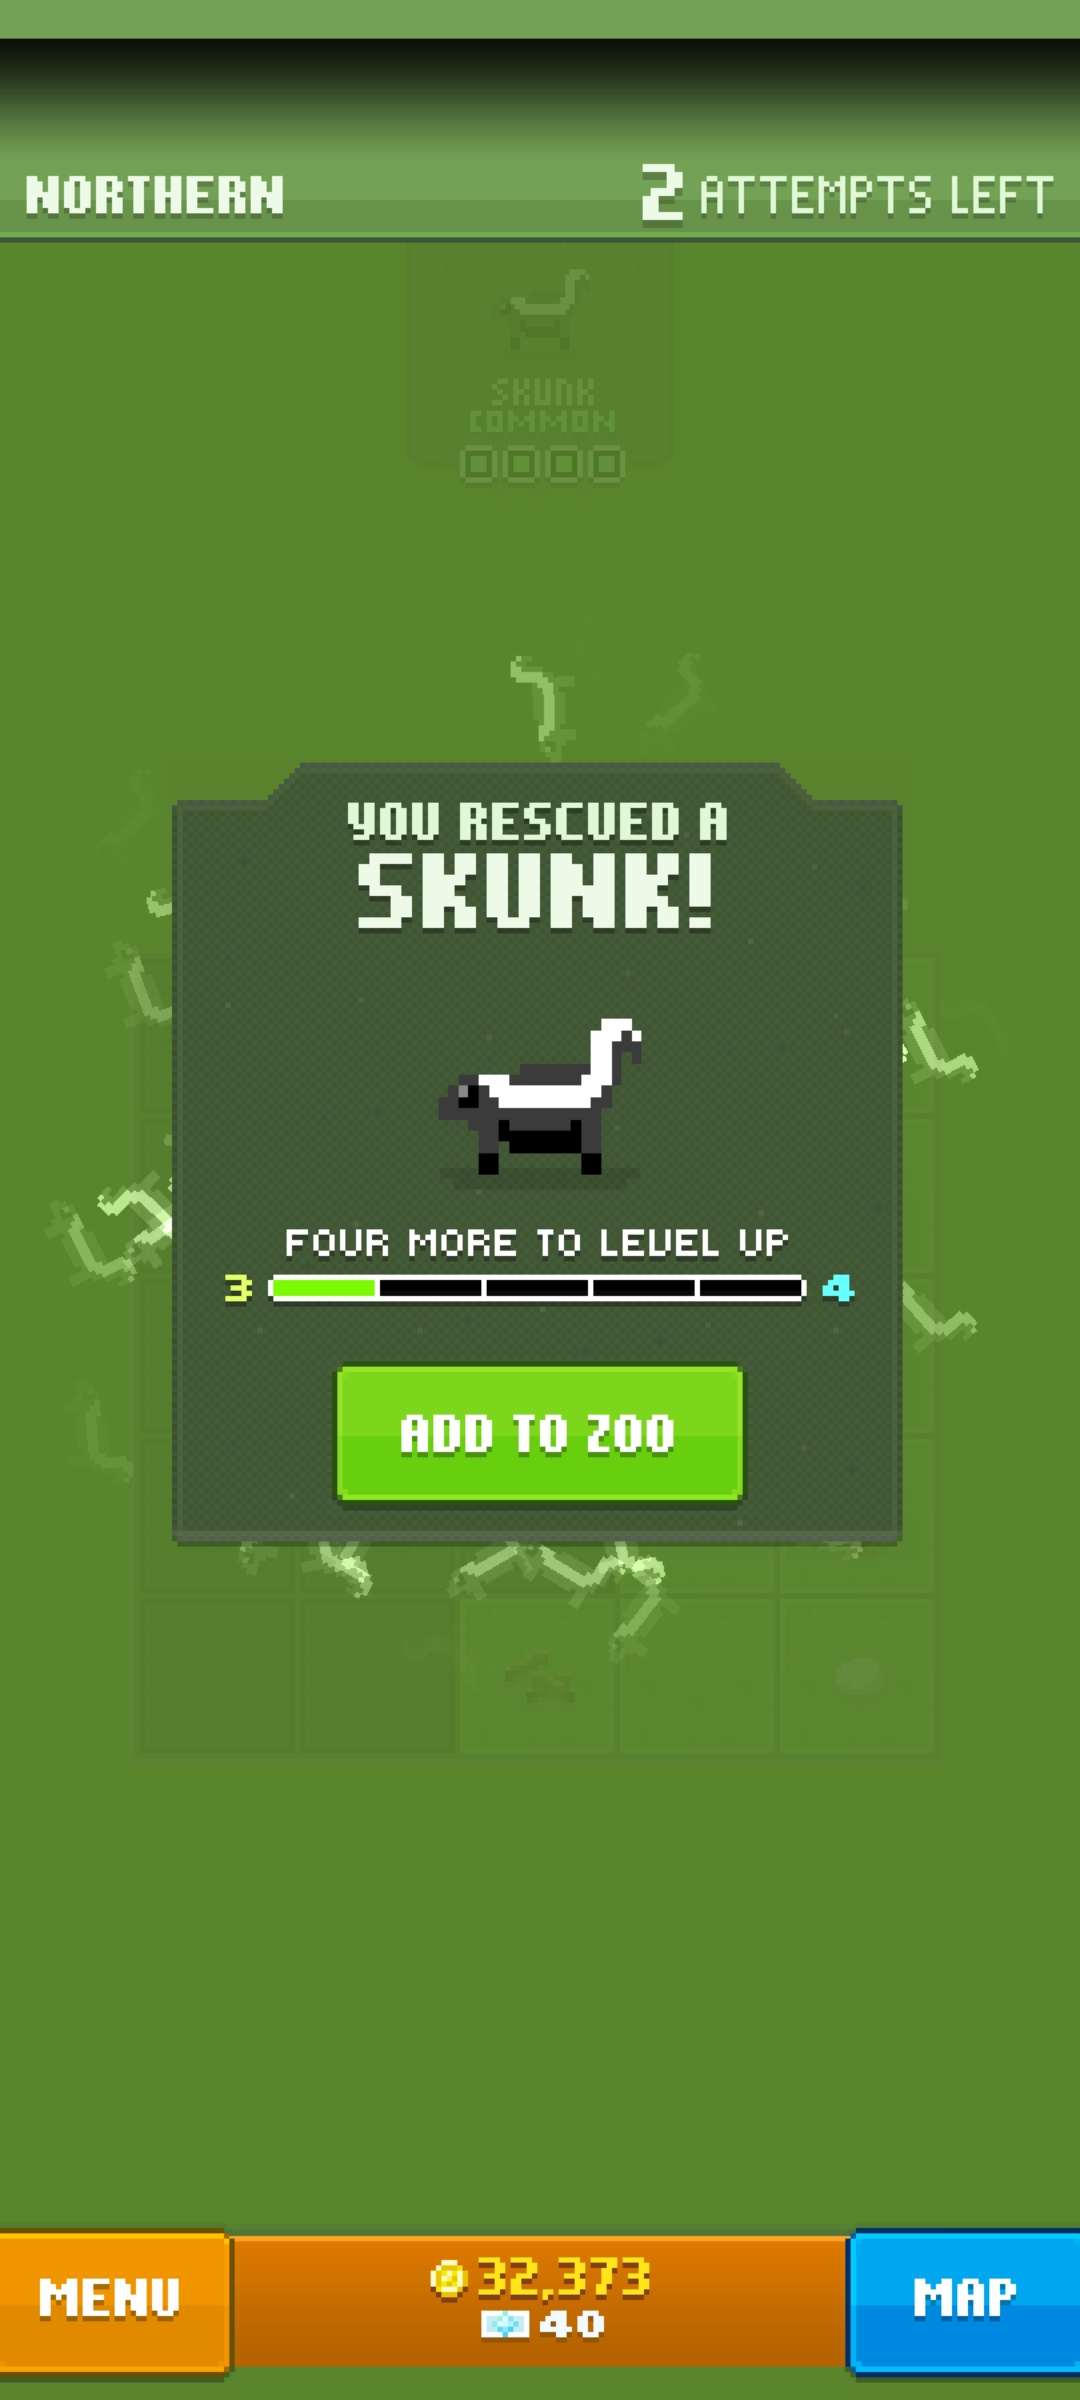 NORTHERN
2 ATTEMPTS LEFT
SKUNK
COMMON
YOU RESCUED A
SKUNK!
FOUR MORE TO LEVEL UP
3 4
ADD TO ZOO
MENU
32,373
40
MAP